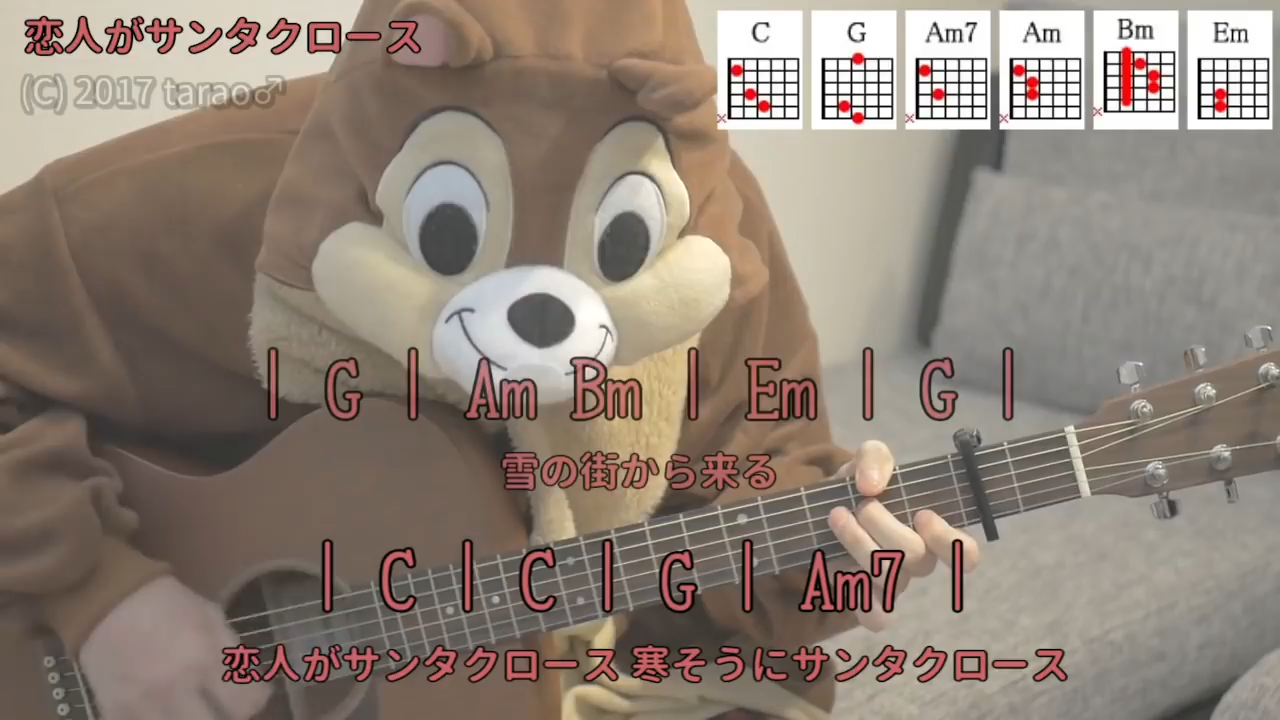 恋人がサンタクロース
(C) 2017 tarao♂
C G Am7 Am Bm Em
| G | Am Bm | Em | G |
雪の街から来る
| C | C | G | Am7 |
恋人がサンタクロース 寒そうにサンタクロース